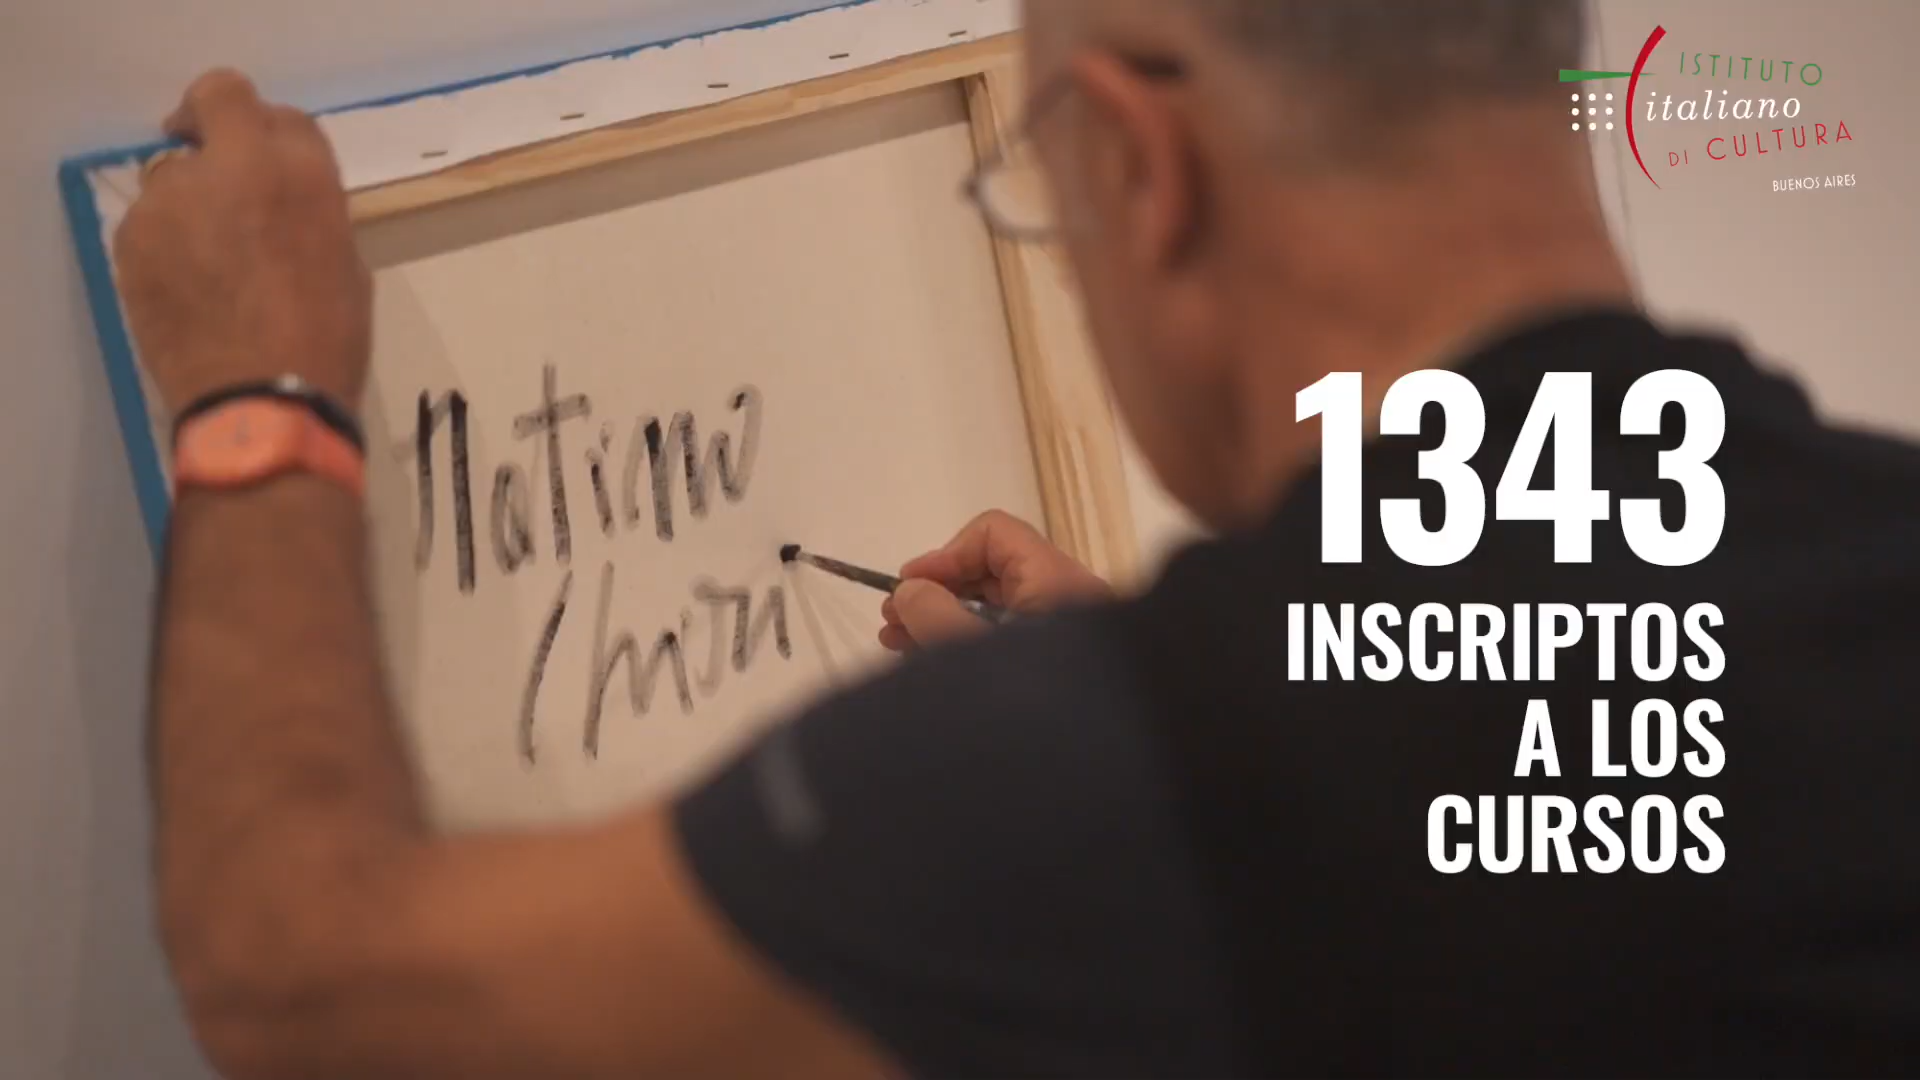 ISTITUTO
italiano
DI CULTURA
BUENOS AIRES
1343
INSCRIPTOS
A LOS
CURSOS